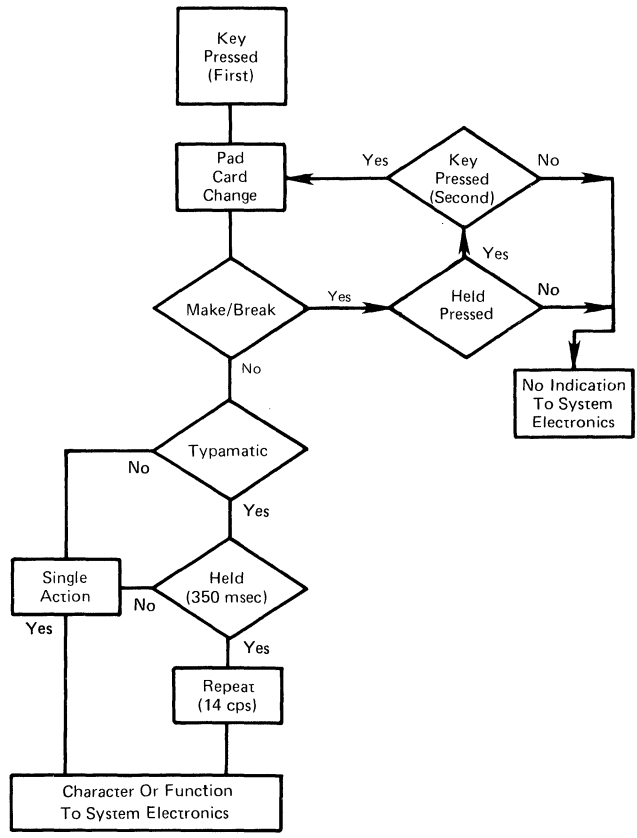 Key
Pressed
(First)
Pad
Card
Change
Yes
Key
Pressed
(Second)
No
Make/Break
Yes
Held
Pressed
Yes
No
No
No Indication
To System
Electronics
Typamatic
No
Yes
Single
Action
No
Held
(350 msec)
Yes
Yes
Repeat
(14 cps)
Character Or Function
To System Electronics